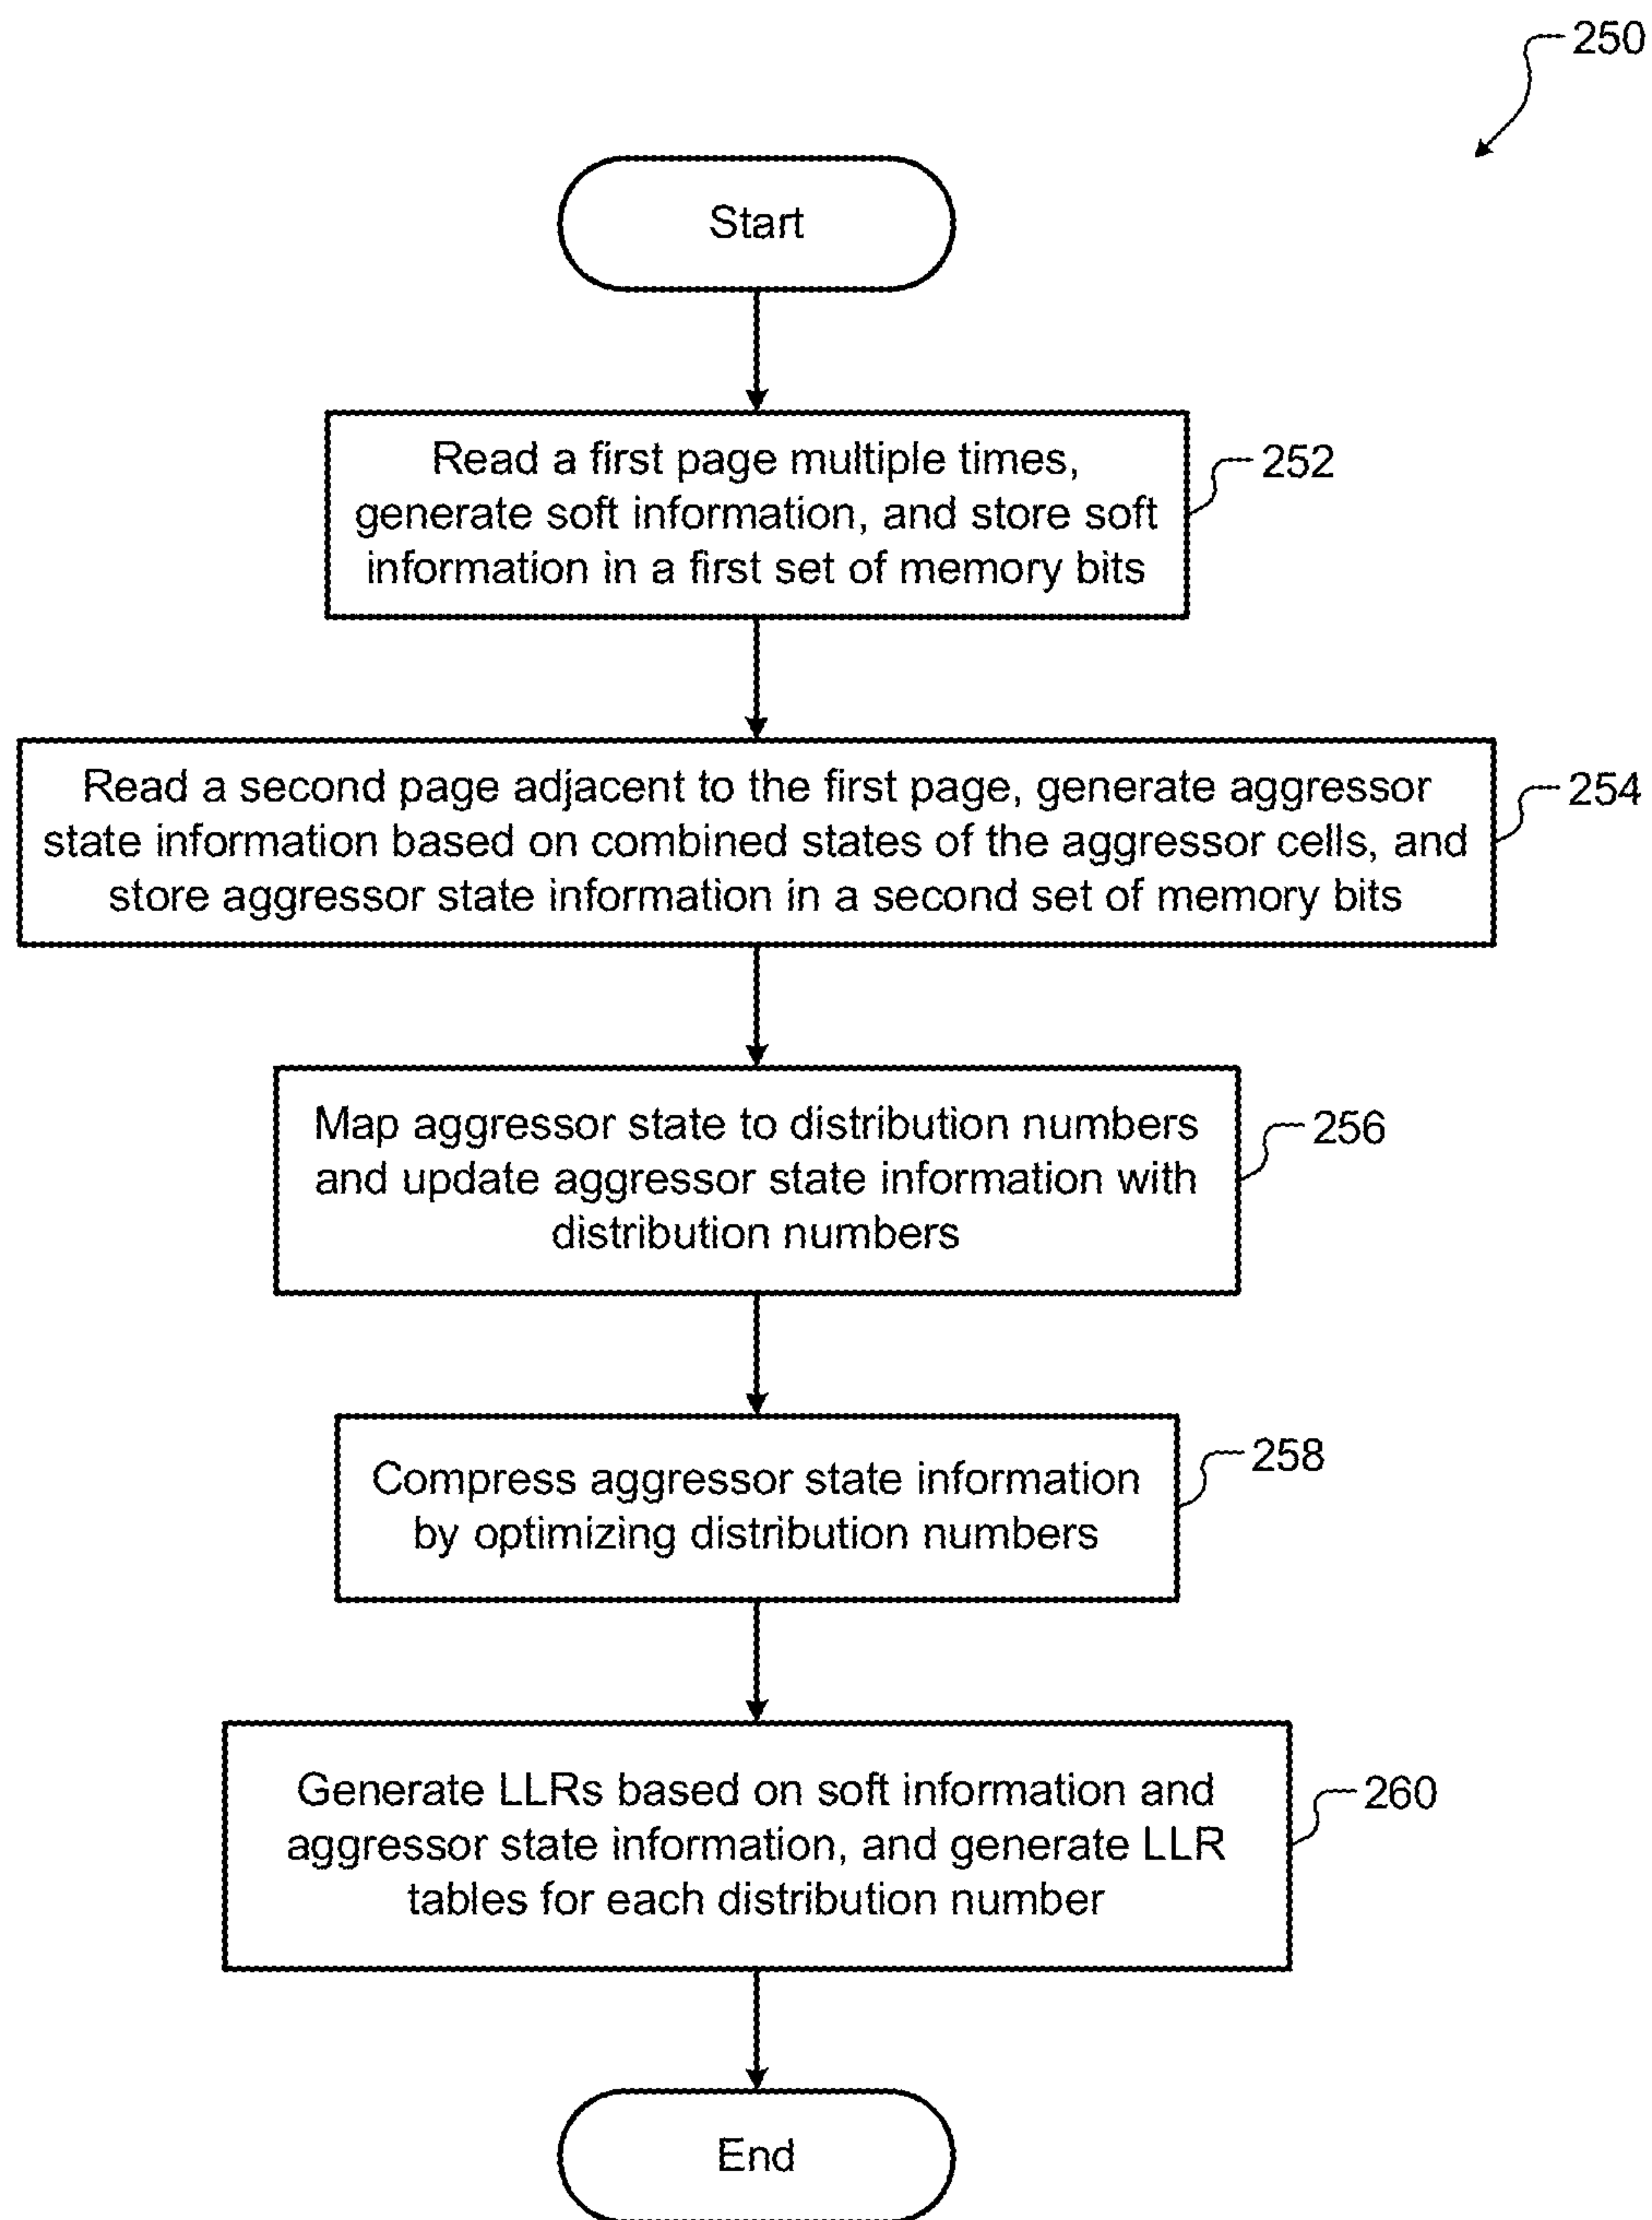 250
Start
Read a first page multiple times,
generate soft information, and store soft
information in a first set of memory bits
252
Read a second page adjacent to the first page, generate aggressor
state information based on combined states of the aggressor cells, and
store aggressor state information in a second set of memory bits
254
Map aggressor state to distribution numbers
and update aggressor state information with
distribution numbers
256
Compress aggressor state information
by optimizing distribution numbers
258
Generate LLRs based on soft information and
aggressor state information, and generate LLR
tables for each distribution number
260
End